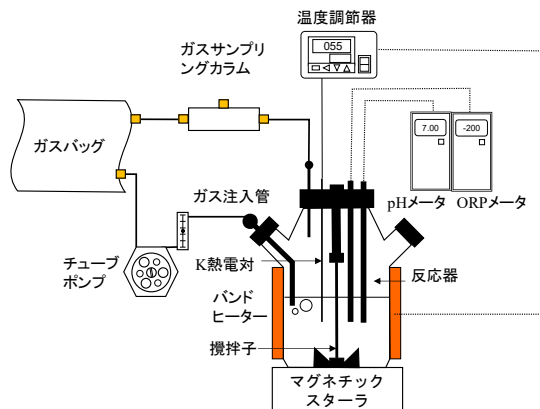 温度調節器
055
ガスサンプリ
ングカラム
ガスバッグ
7.00
-200
pHメータ ORPメータ
ガス注入管
チューブ
ポンプ
K熱電対
反応器
バンド
ヒーター
攪拌子
マグネチック
スターラ